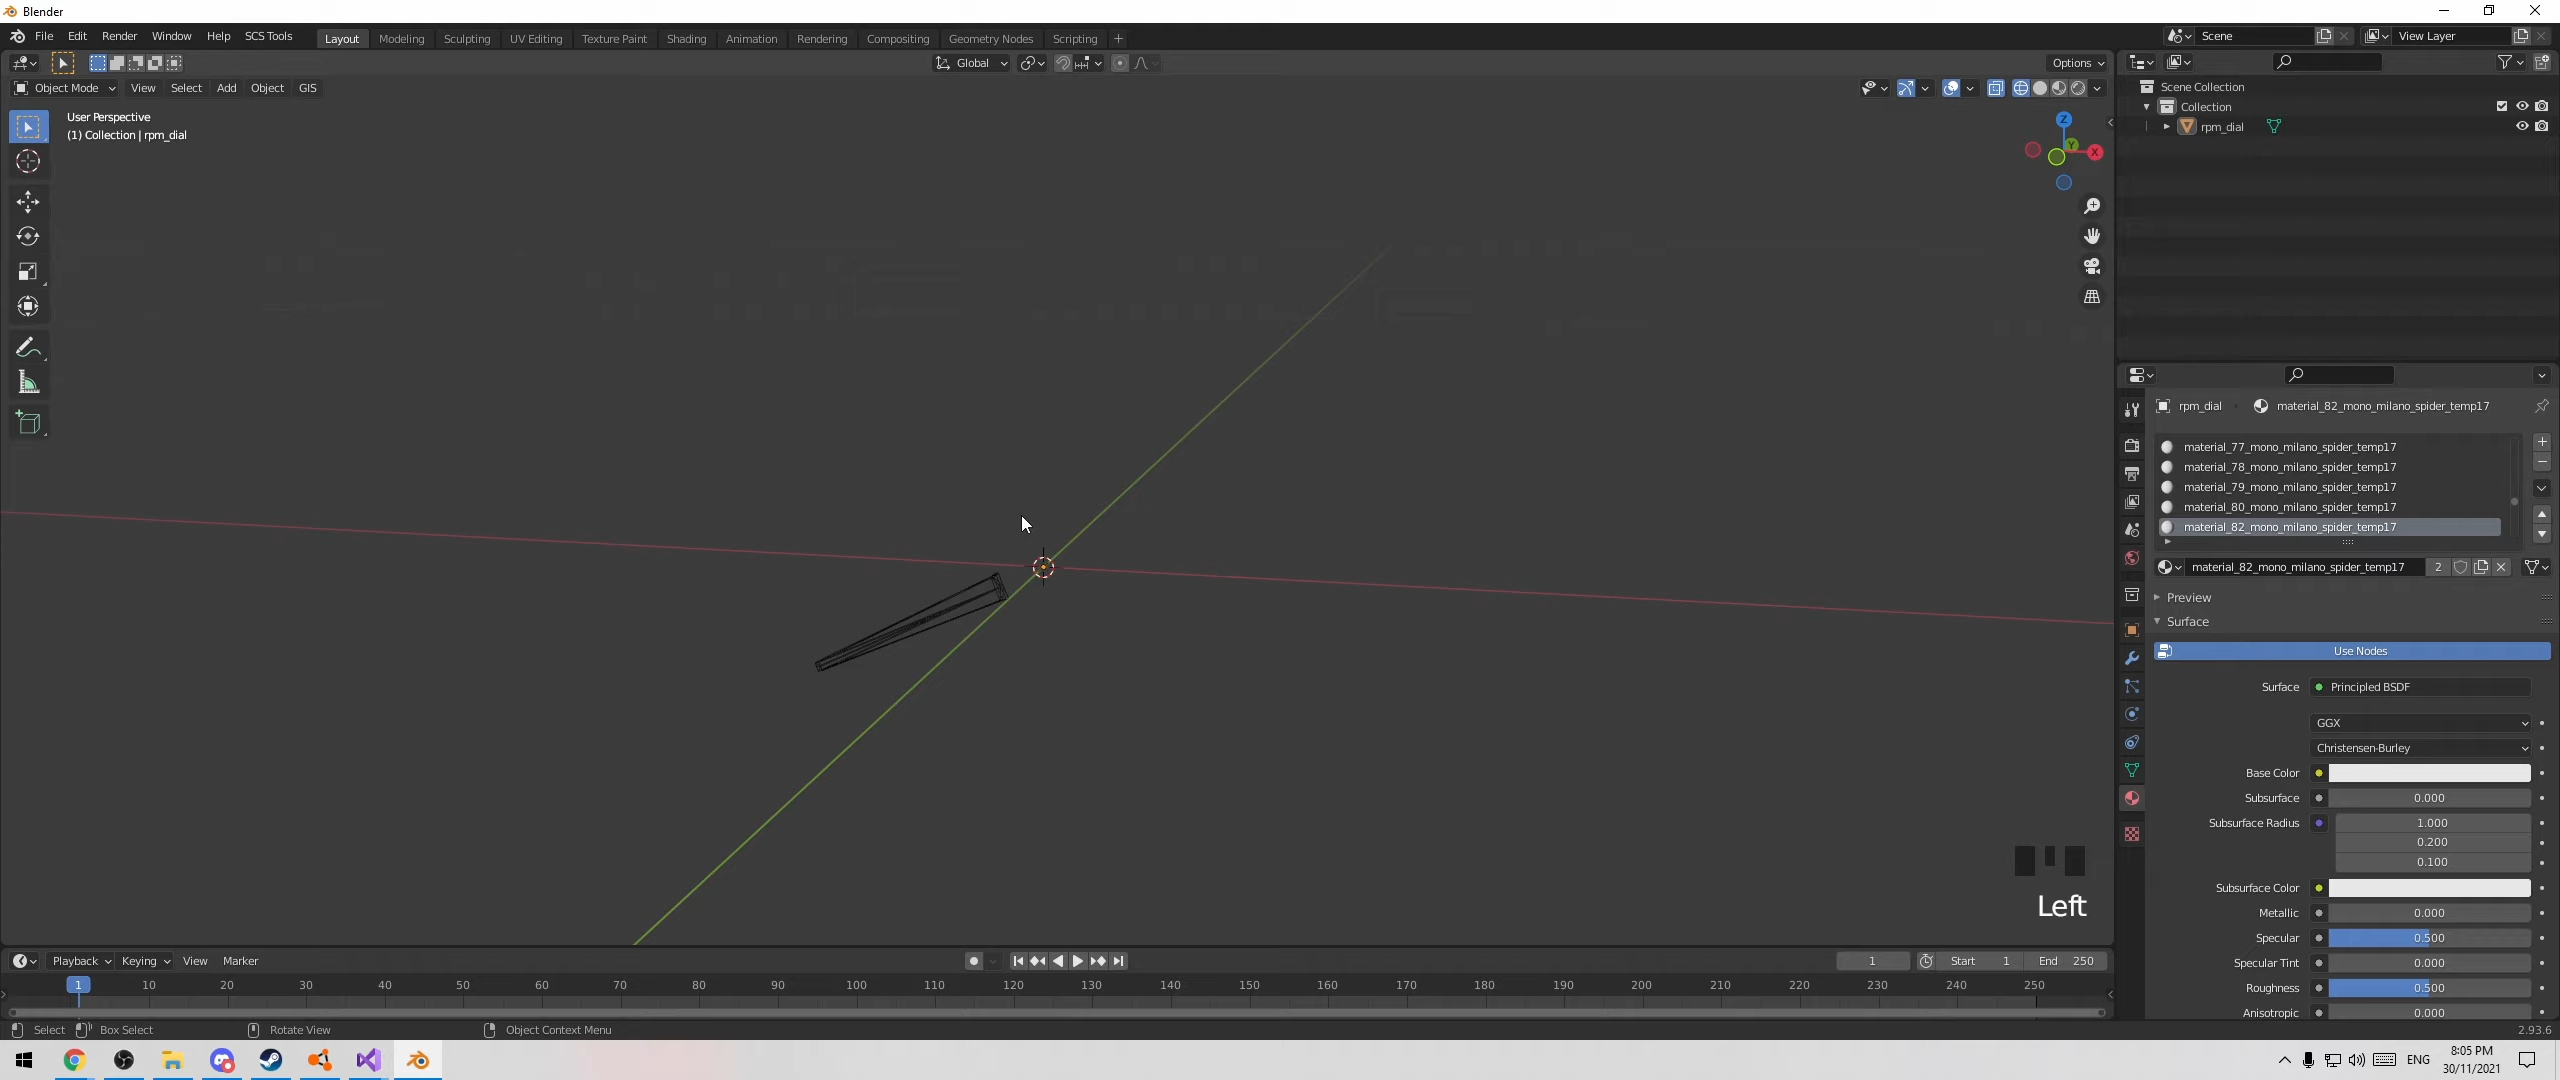 Blender
File Edit Render Window Help SCS Tools
Layout Modeling Sculpting UV Editing Texture Paint Shading Animation Rendering Compositing Geometry Nodes Scripting +
Scene
View Layer
Global
Options
Object Mode View Select Add Object GIS
User Perspective
(1) Collection | rpm_dial
Z
Y
X
Left
Scene Collection
Collection
rpm_dial
rpm_dial material_82_mono_milano_spider_temp17
material_77_mono_milano_spider_temp17
material_78_mono_milano_spider_temp17
material_79_mono_milano_spider_temp17
material_80_mono_milano_spider_temp17
material_82_mono_milano_spider_temp17
material_82_mono_milano_spider_temp17 2
Preview
Surface
Use Nodes
Surface Principled BSDF
GGX
Christensen-Burley
Base Color
Subsurface 0.000
Subsurface Radius 1.000
0.200
0.100
Subsurface Color
Metallic 0.000
Specular 0.500
Specular Tint 0.000
Roughness 0.500
Anisotropic 0.000
Playback Keying View Marker
1 Start 1 End 250
1 10 20 30 40 50 60 70 80 90 100 110 120 130 140 150 160 170 180 190 200 210 220 230 240 250
Select Box Select Rotate View Object Context Menu
2.93.6
ENG
8:05 PM
30/11/2021